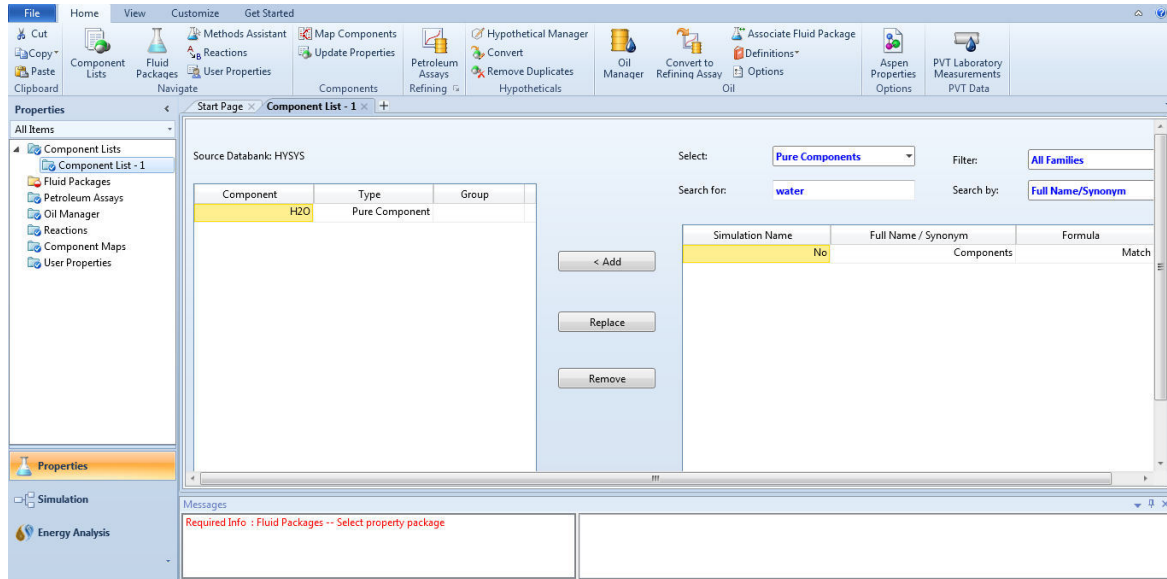 File Home View Customize Get Started
Cut
Copy
Paste
Clipboard
Component Lists
Fluid Packages
Methods Assistant
Reactions
User Properties
Navigate
Map Components
Update Properties
Components
Petroleum Assays
Refining
Hypothetical Manager
Convert
Remove Duplicates
Hypotheticals
Oil Manager
Convert to Refining Assay
Associate Fluid Package
Definitions
Options
Oil
Aspen Properties
Options
PVT Laboratory Measurements
PVT Data
Properties
All Items
Component Lists
Component List - 1
Fluid Packages
Petroleum Assays
Oil Manager
Reactions
Component Maps
User Properties
Properties
Simulation
Energy Analysis
Start Page Component List - 1 +
Source Databank: HYSYS
Component Type Group
H2O Pure Component
< Add
Replace
Remove
Select: Pure Components Filter: All Families
Search for: water Search by: Full Name/Synonym
Simulation Name Full Name / Synonym Formula
No Components Match
Messages
Required Info : Fluid Packages -- Select property package